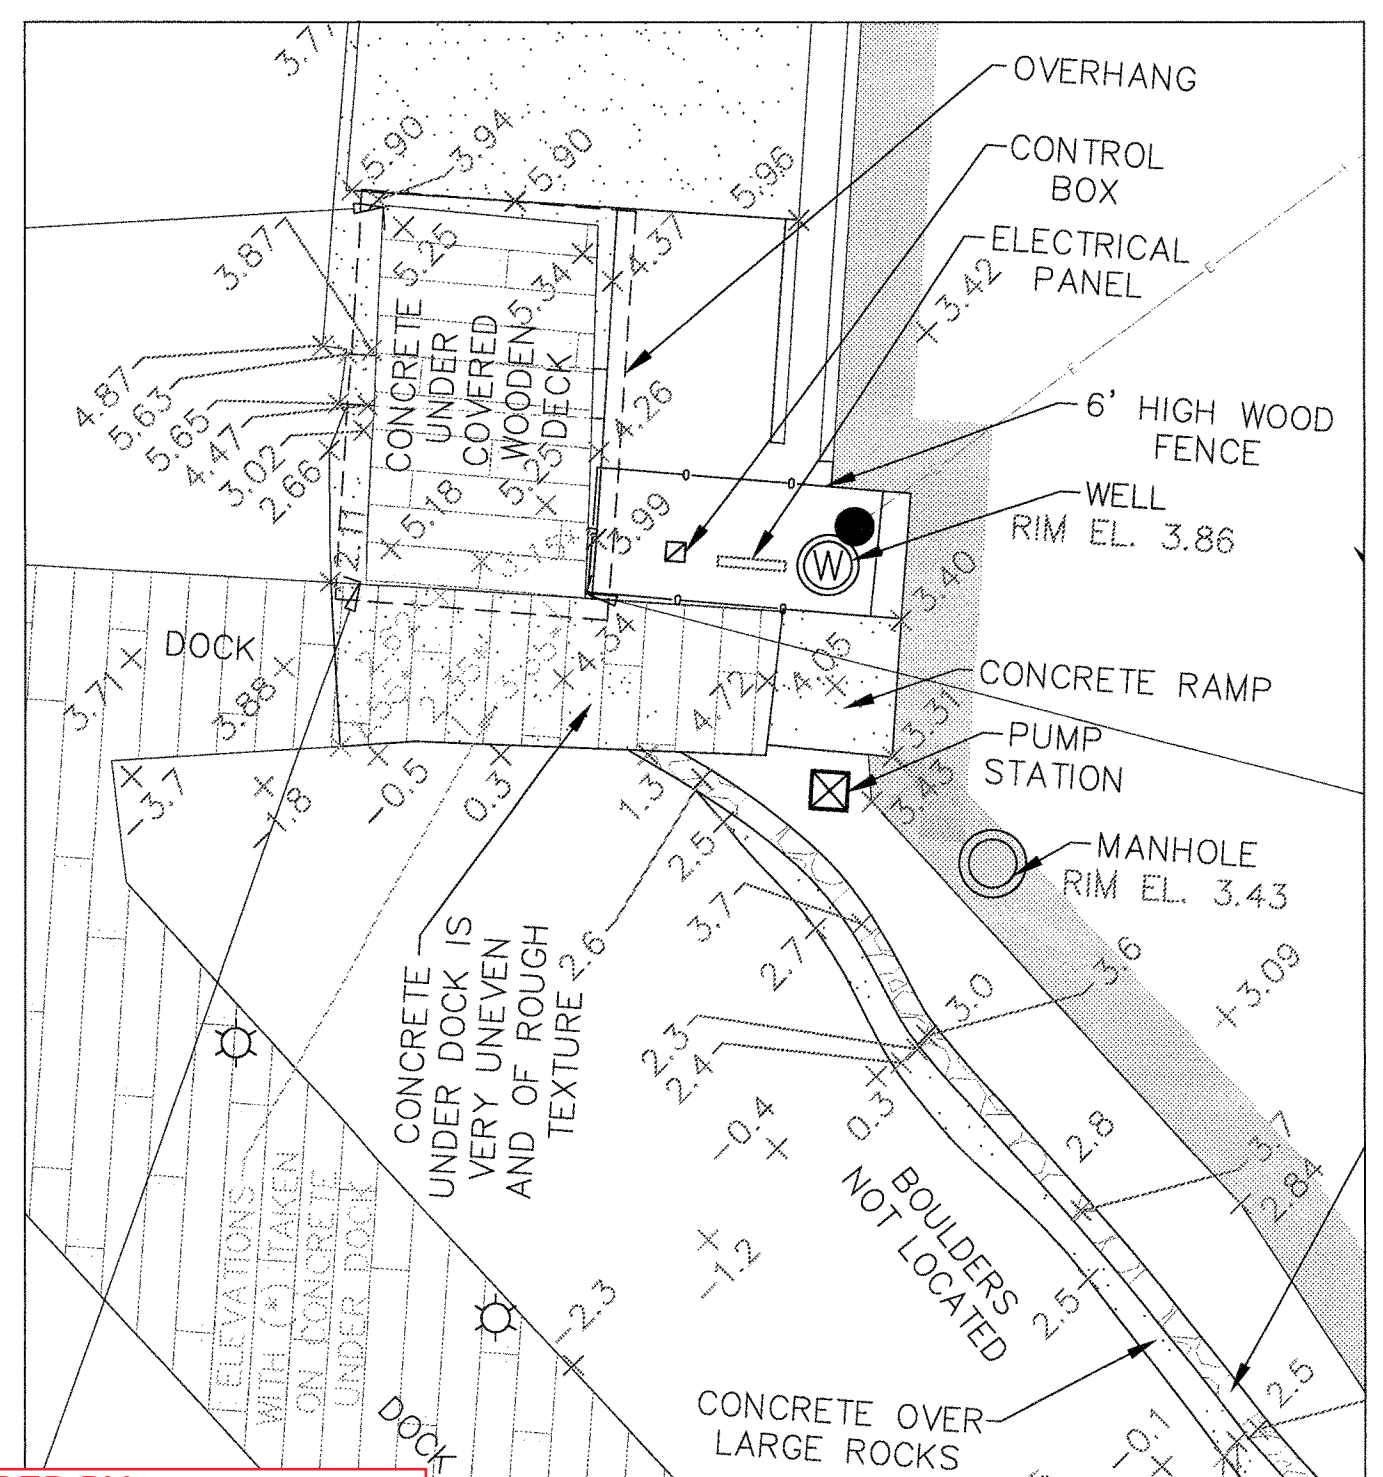 3.77
OVERHANG
CONTROL
BOX
ELECTRICAL
PANEL
5.90
3.94
5.90
5.96
3.87
5.25
5.34
4.37
3.42
CONCRETE
UNDER
COVERED
WOODEN
DECK
4.87
5.63
5.65
4.47
3.02
2.66
4.26
5.25
5.18
3.99
2.17
6' HIGH WOOD
FENCE
WELL
RIM EL. 3.86
W
3.40
DOCK
3.71
3.88
4.34
4.72
4.05
CONCRETE RAMP
3.31
PUMP
STATION
3.43
-3.7
-1.8
-0.5
0.3
1.3
2.5
MANHOLE
RIM EL. 3.43
3.7
2.7
2.6
3.0
3.6
3.09
CONCRETE
UNDER DOCK IS
VERY UNEVEN
AND OF ROUGH
TEXTURE
2.3
2.4
-0.4
0.3
2.8
3.7
2.84
BOULDERS
NOT LOCATED
-1.2
-2.3
2.5
ELEVATIONS
WITH (*) TAKEN
ON CONCRETE
UNDER DOCK
DOCK
CONCRETE OVER
LARGE ROCKS
-0.1
2.5